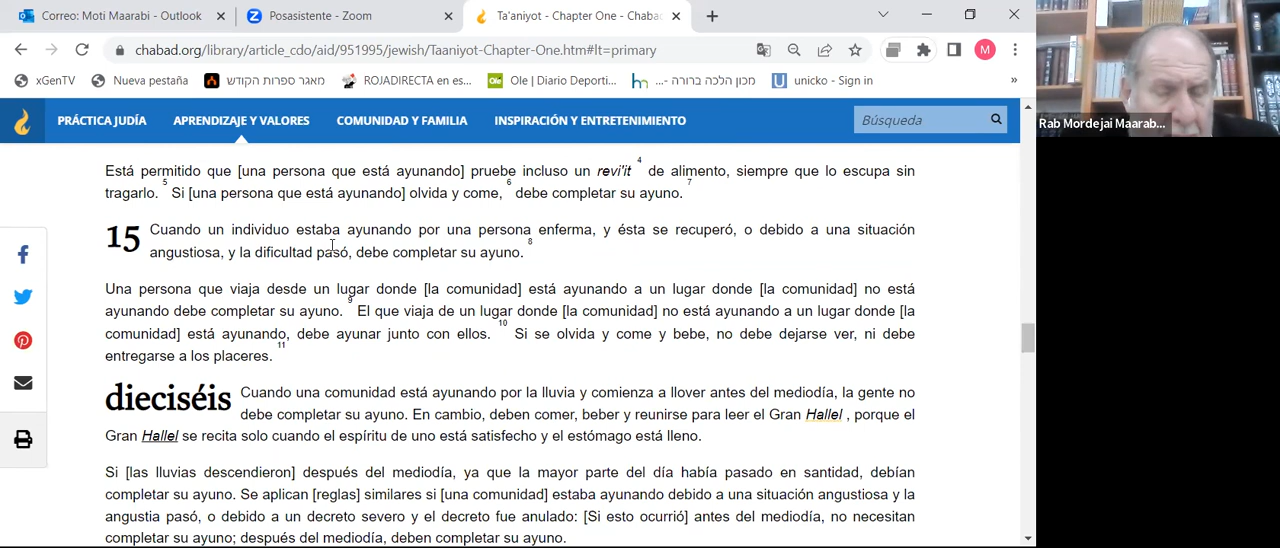 Correo: Moti Maarabi - Outlook
Posasistente - Zoom
Ta'aniyot - Chapter One - Chabad
chabad.org/library/article_cdo/aid/951995/jewish/Taaniyot-Chapter-One.htm#lt=primary
M
xGenTV
Nueva pestaña
מאגר ספרות הקודש
ROJADIRECTA en es...
Ole | Diario Deporti...
מכון הלכה ברורה -...
unicko - Sign in
»
PRÁCTICA JUDÍA
APRENDIZAJE Y VALORES
COMUNIDAD Y FAMILIA
INSPIRACIÓN Y ENTRETENIMIENTO
Búsqueda
Rab Mordejai Maarab...
Está permitido que [una persona que está ayunando] pruebe incluso un revi'it 4 de alimento, siempre que lo escupa sin
tragarlo. 5 Si [una persona que está ayunando] olvida y come, 6 debe completar su ayuno. 7
15 Cuando un individuo estaba ayunando por una persona enferma, y ésta se recuperó, o debido a una situación
angustiosa, y la dificultad pasó, debe completar su ayuno. 8
Una persona que viaja desde un lugar donde [la comunidad] está ayunando a un lugar donde [la comunidad] no está
ayunando debe completar su ayuno. 9 El que viaja de un lugar donde [la comunidad] no está ayunando a un lugar donde [la
comunidad] está ayunando, debe ayunar junto con ellos. 10 Si se olvida y come y bebe, no debe dejarse ver, ni debe
entregarse a los placeres. 11
dieciséis Cuando una comunidad está ayunando por la lluvia y comienza a llover antes del mediodía, la gente no
debe completar su ayuno. En cambio, deben comer, beber y reunirse para leer el Gran Hallel , porque el
Gran Hallel se recita solo cuando el espíritu de uno está satisfecho y el estómago está lleno.
Si [las lluvias descendieron] después del mediodía, ya que la mayor parte del día había pasado en santidad, debían
completar su ayuno. Se aplican [reglas] similares si [una comunidad] estaba ayunando debido a una situación angustiosa y la
angustia pasó, o debido a un decreto severo y el decreto fue anulado: [Si esto ocurrió] antes del mediodía, no necesitan
completar su ayuno; después del mediodía, deben completar su ayuno.